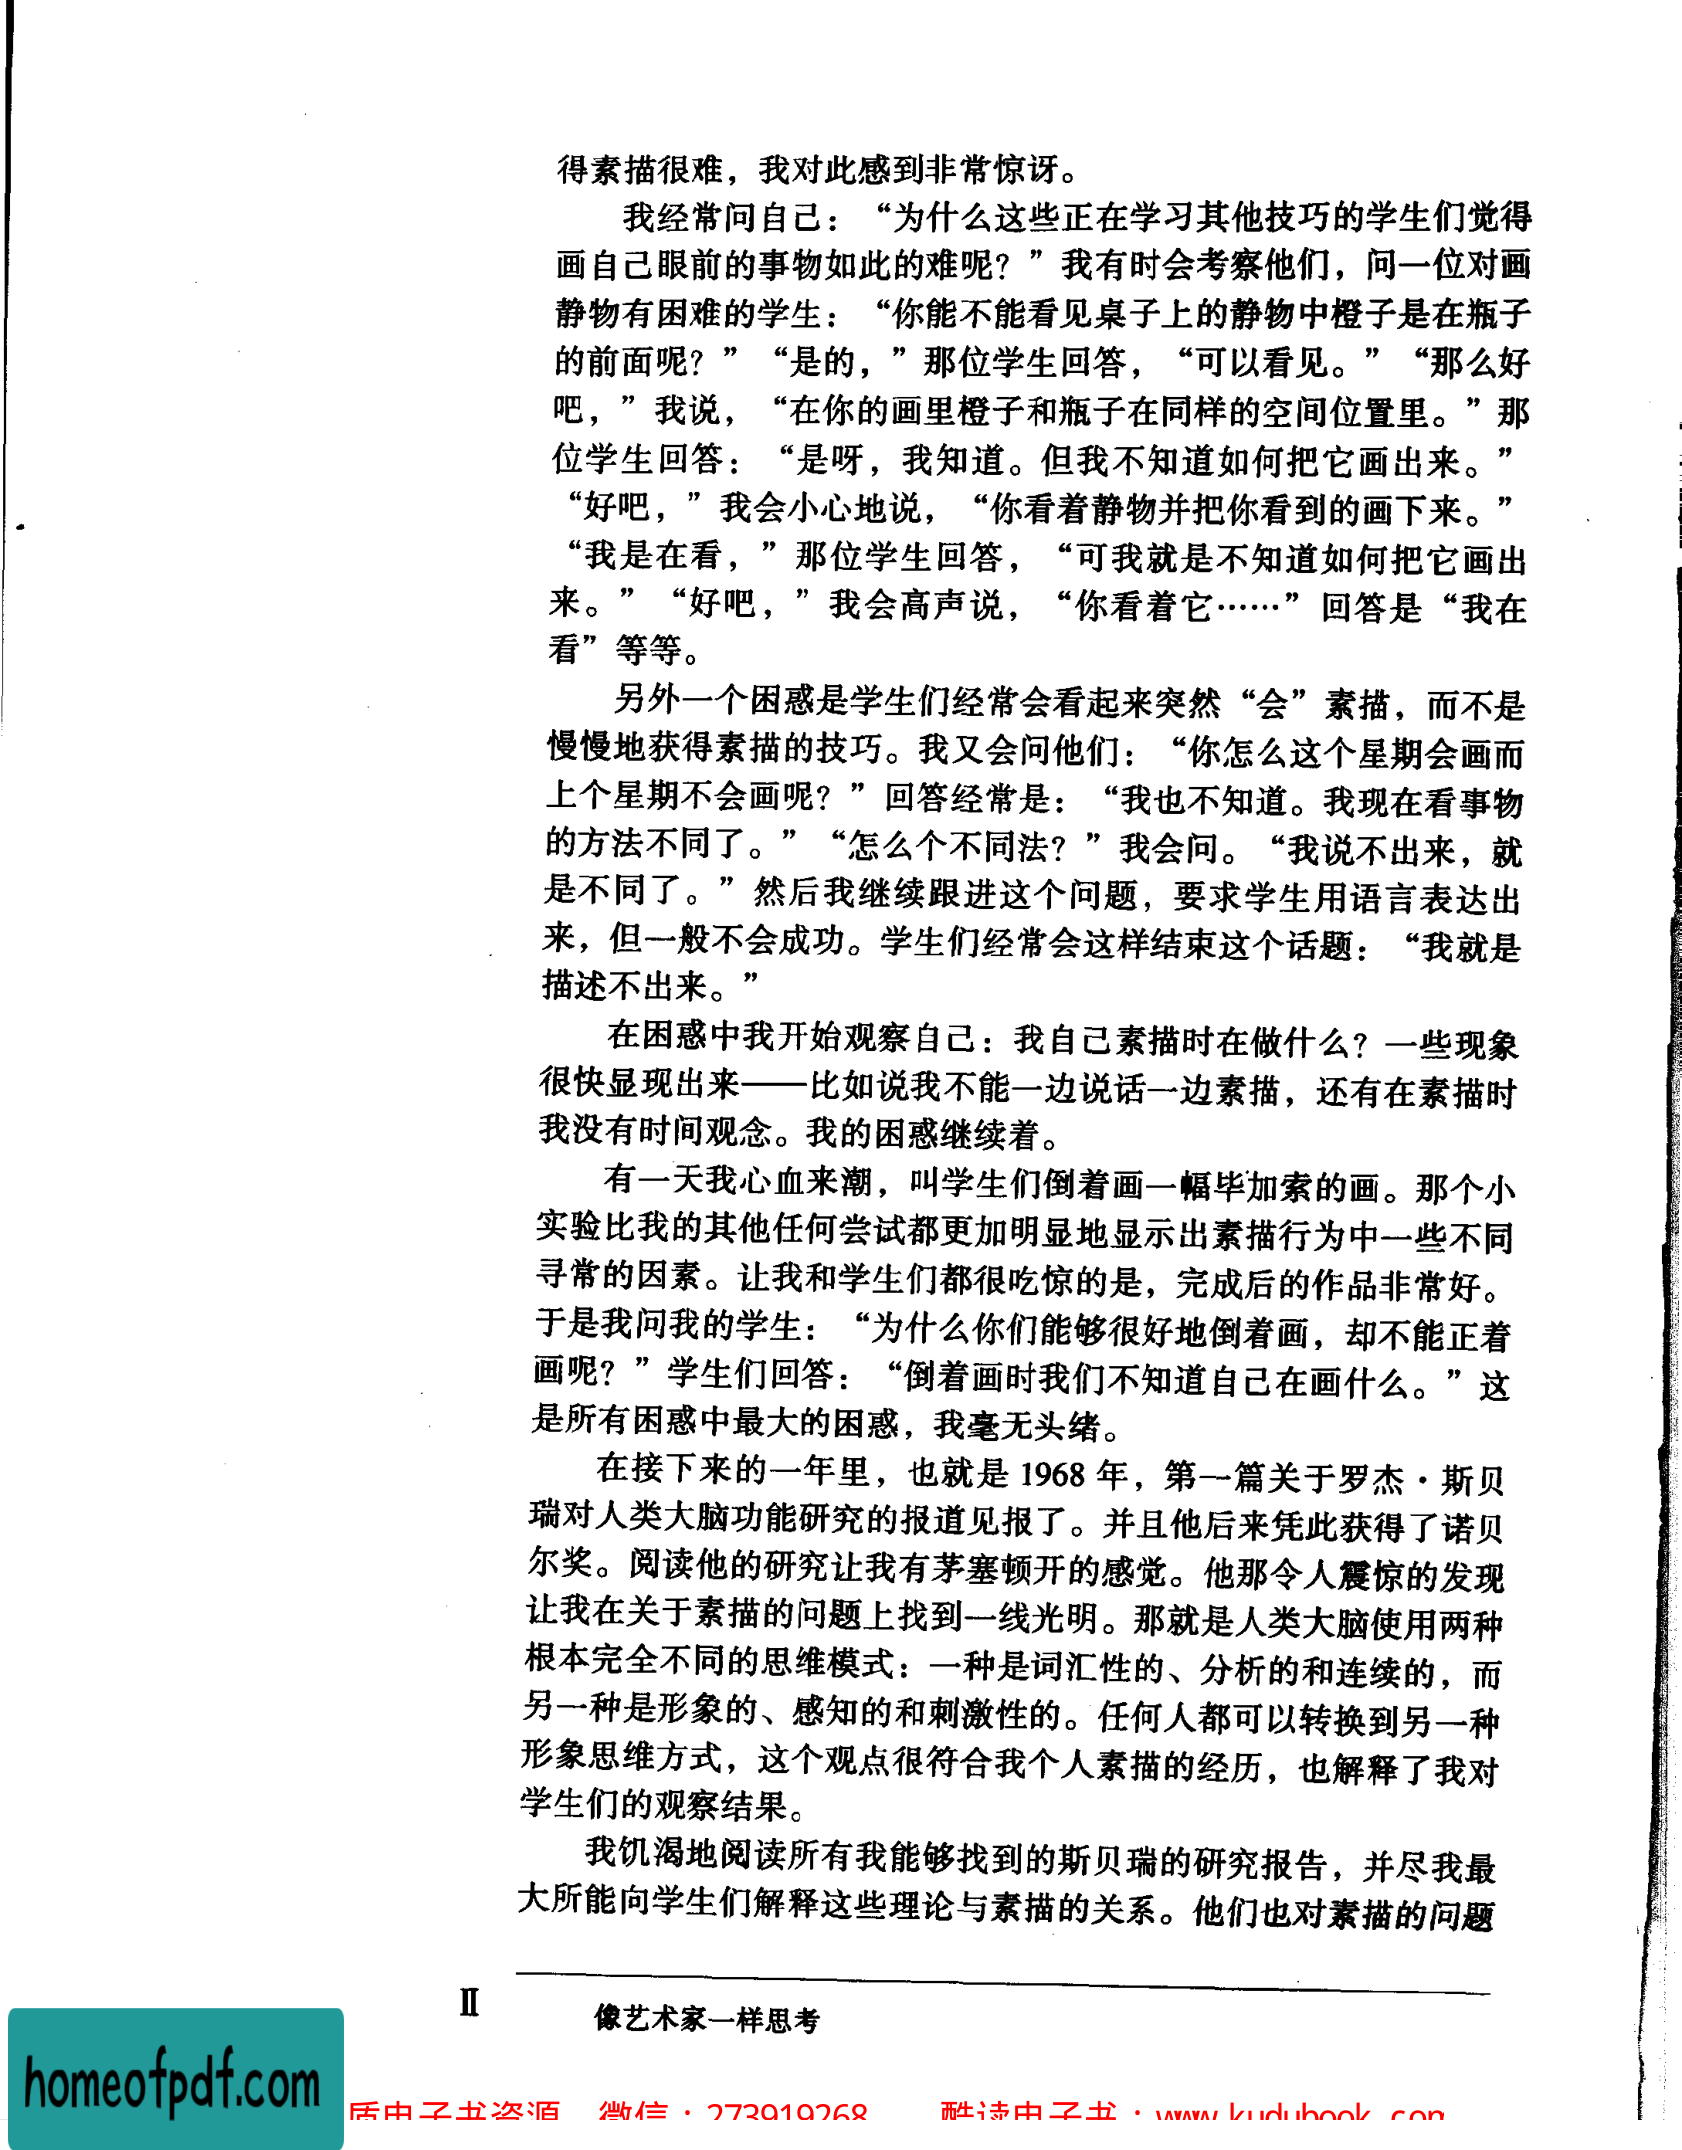 得素描很难，我对此感到非常惊讶。
我经常问自己：“为什么这些正在学习其他技巧的学生们觉得
画自己眼前的事物如此的难呢？”我有时会考察他们，问一位对画
静物有困难的学生：“你能不能看见桌子上的静物中橙子是在瓶子
的前面呢？”“是的，”那位学生回答，“可以看见。”“那么好
吧，”我说，“在你的画里橙子和瓶子在同样的空间位置里。”那
位学生回答：“是呀，我知道。但我不知道如何把它画出来。”
“好吧，”我会小心地说，“你看着静物并把你看到的画下来。”
“我是在看，”那位学生回答，“可我就是不知道如何把它画出
来。”“好吧，”我会高声说，“你看着它……”回答是“我在
看”等等。
另外一个困惑是学生们经常会看起来突然“会”素描，而不是
慢慢地获得素描的技巧。我又会问他们：“你怎么这个星期会画而
上个星期不会画呢？”回答经常是：“我也不知道。我现在看事物
的方法不同了。”“怎么个不同法？”我会问。“我说不出来，就
是不同了。”然后我继续跟进这个问题，要求学生用语言表达出
来，但一般不会成功。学生们经常会这样结束这个话题：“我就是
描述不出来。”
在困惑中我开始观察自己：我自己素描时在做什么？一些现象
很快显现出来——比如说我不能一边说话一边素描，还有在素描时
我没有时间观念。我的困惑继续着。
有一天我心血来潮，叫学生们倒着画一幅毕加索的画。那个小
实验比我的其他任何尝试都更加明显地显示出素描行为中一些不同
寻常的因素。让我和学生们都很吃惊的是，完成后的作品非常好。
于是我问我的学生：“为什么你们能够很好地倒着画，却不能正着
画呢？”学生们回答：“倒着画时我们不知道自己在画什么。”这
是所有困惑中最大的困惑，我毫无头绪。
在接下来的一年里，也就是 1968 年，第一篇关于罗杰·斯贝
瑞对人类大脑功能研究的报道见报了。并且他后来凭此获得了诺贝
尔奖。阅读他的研究让我有茅塞顿开的感觉。他那令人震惊的发现
让我在关于素描的问题上找到一线光明。那就是人类大脑使用两种
根本完全不同的思维模式：一种是词汇性的、分析的和连续的，而
另一种是形象的、感知的和刺激性的。任何人都可以转换到另一种
形象思维方式，这个观点很符合我个人素描的经历，也解释了我对
学生们的观察结果。
我饥渴地阅读所有我能够找到的斯贝瑞的研究报告，并尽我最
大所能向学生们解释这些理论与素描的关系。他们也对素描的问题
II
像艺术家一样思考
homeofpdf.com
质电子书资源 微信：273919268 酷读电子书：www.kudubook.com